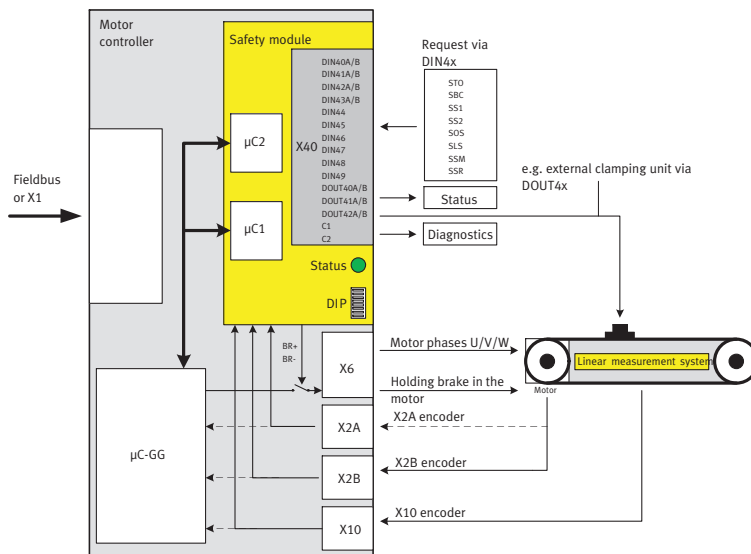 Motor
controller
Safety module
DIN40A/B
DIN41A/B
DIN42A/B
DIN43A/B
DIN44
DIN45
DIN46
DIN47
DIN48
DIN49
DOUT40A/B
DOUT41A/B
DOUT42A/B
C1
C2
X40
µC2
µC1
Status
DIP
Request via
DIN4x
STO
SBC
SS1
SS2
SOS
SLS
SSM
SSR
Status
Diagnostics
e.g. external clamping unit via
DOUT4x
Fieldbus
or X1
BR+
BR-
X6
X2A
X2B
X10
µC-GG
Motor phases U/V/W
Holding brake in the
motor
X2A encoder
X2B encoder
X10 encoder
Linear measurement system
Motor